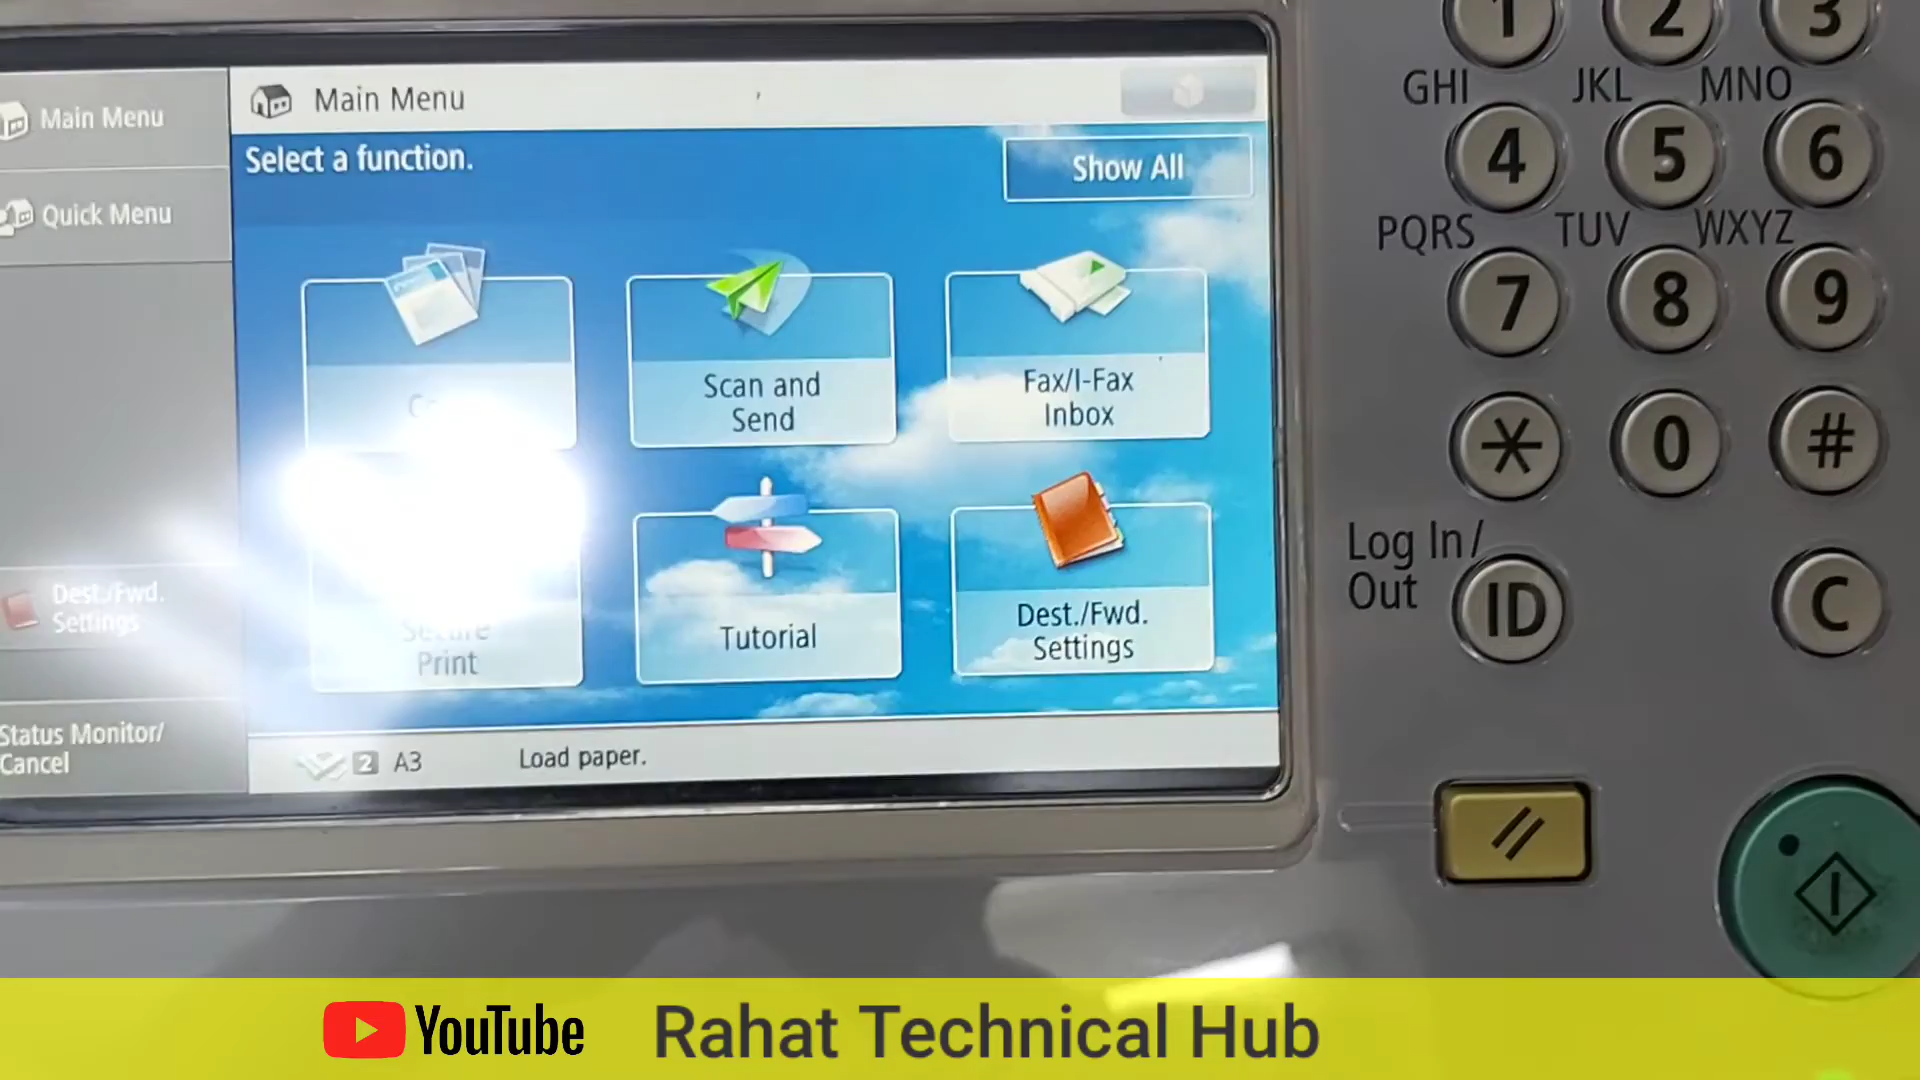 Main Menu
Quick Menu
Dest./Fwd.
Settings
Status Monitor/
Cancel
Main Menu
Select a function.
Show All
Scan and
Send
Fax/I-Fax
Inbox
Secure
Print
Tutorial
Dest./Fwd.
Settings
2 A3 Load paper.
1 2 3
GHI JKL MNO
4 5 6
PQRS TUV WXYZ
7 8 9
* 0 #
Log In/
Out
ID C
YouTube Rahat Technical Hub